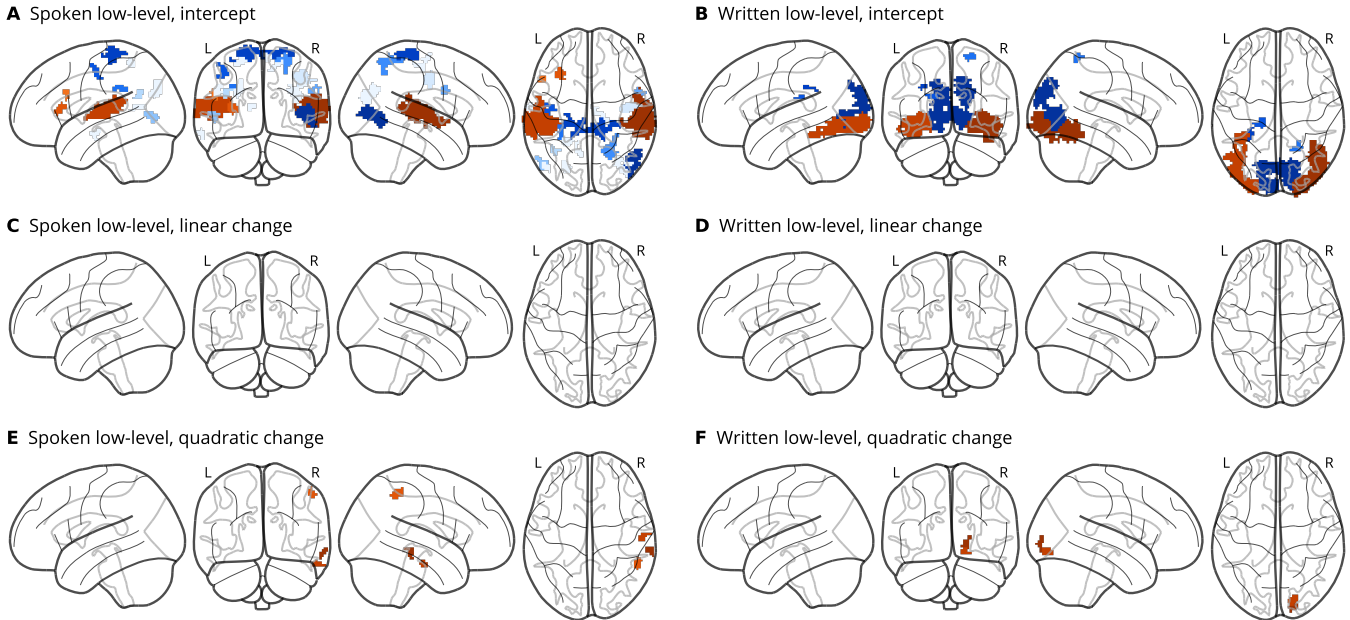 A Spoken low-level, intercept
L R L R
B Written low-level, intercept
L R L R
C Spoken low-level, linear change
L R L R
D Written low-level, linear change
L R L R
E Spoken low-level, quadratic change
L R L R
F Written low-level, quadratic change
L R L R